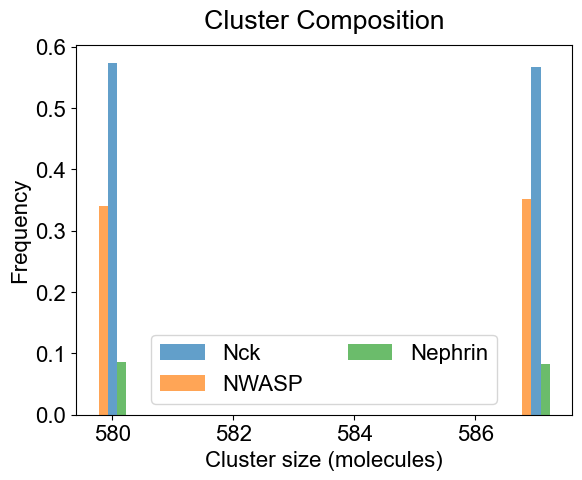 Cluster Composition
Frequency
0.6
0.5
0.4
0.3
0.2
0.1
0.0
Nck
Nephrin
NWASP
580
582
584
586
Cluster size (molecules)